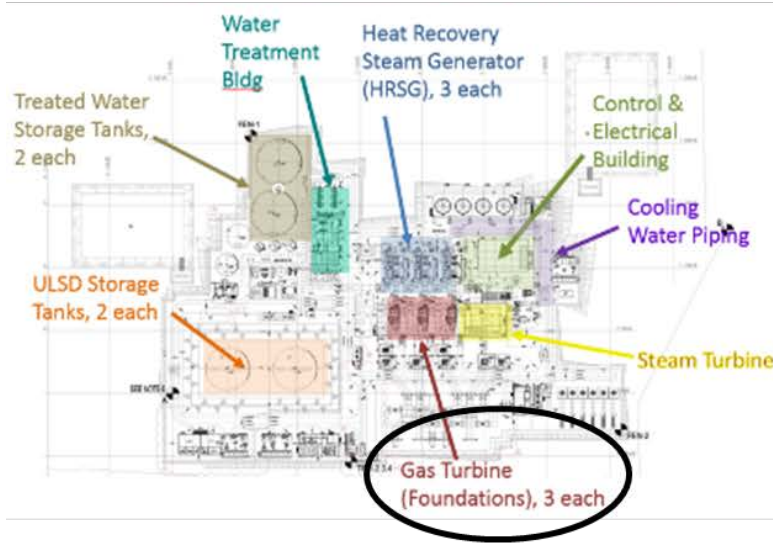 Water
Treatment
Bldg
Heat Recovery
Steam Generator
(HRSG), 3 each
Treated Water
Storage Tanks,
2 each
Control &
Electrical
Building
Cooling
Water Piping
ULSD Storage
Tanks, 2 each
Steam Turbine
Gas Turbine
(Foundations), 3 each